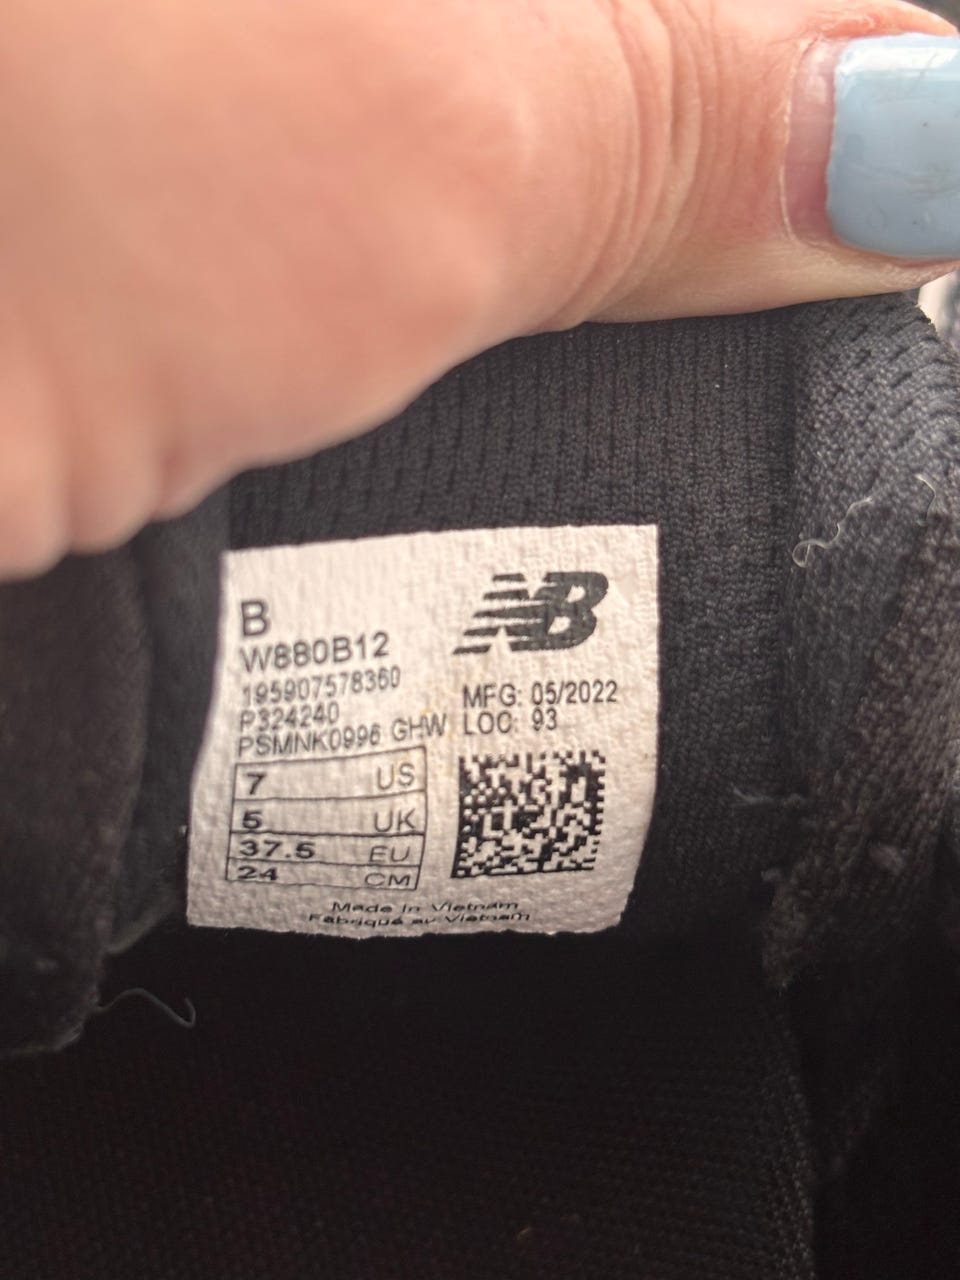 NB
B
W880B12
195907578360
P324240
PSMNK0996 GHW
MFG: 05/2022
LOC: 93
7 US
5 UK
37.5 EU
24 CM
Made in Vietnam
Fabriqué au Vietnam